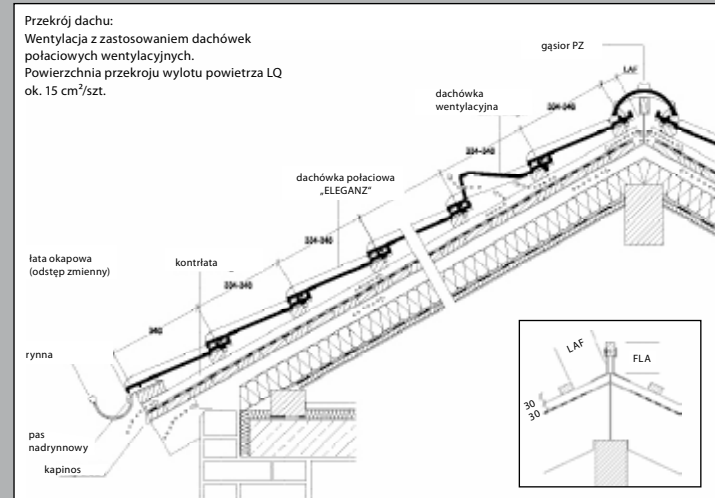 Przekrój dachu:
Wentylacja z zastosowaniem dachówek
połaciowych wentylacyjnych.
Powierzchnia przekroju wylotu powietrza LQ
ok. 15 cm²/szt.
gąsior PZ
LAF
dachówka
wentylacyjna
334-340
334-340
dachówka połaciowa
„ELEGANZ”
334-340
334-340
łata okapowa
(odstęp zmienny)
kontrłata
340
rynna
pas
nadrynnowy
kapinos
LAF
FLA
30
30